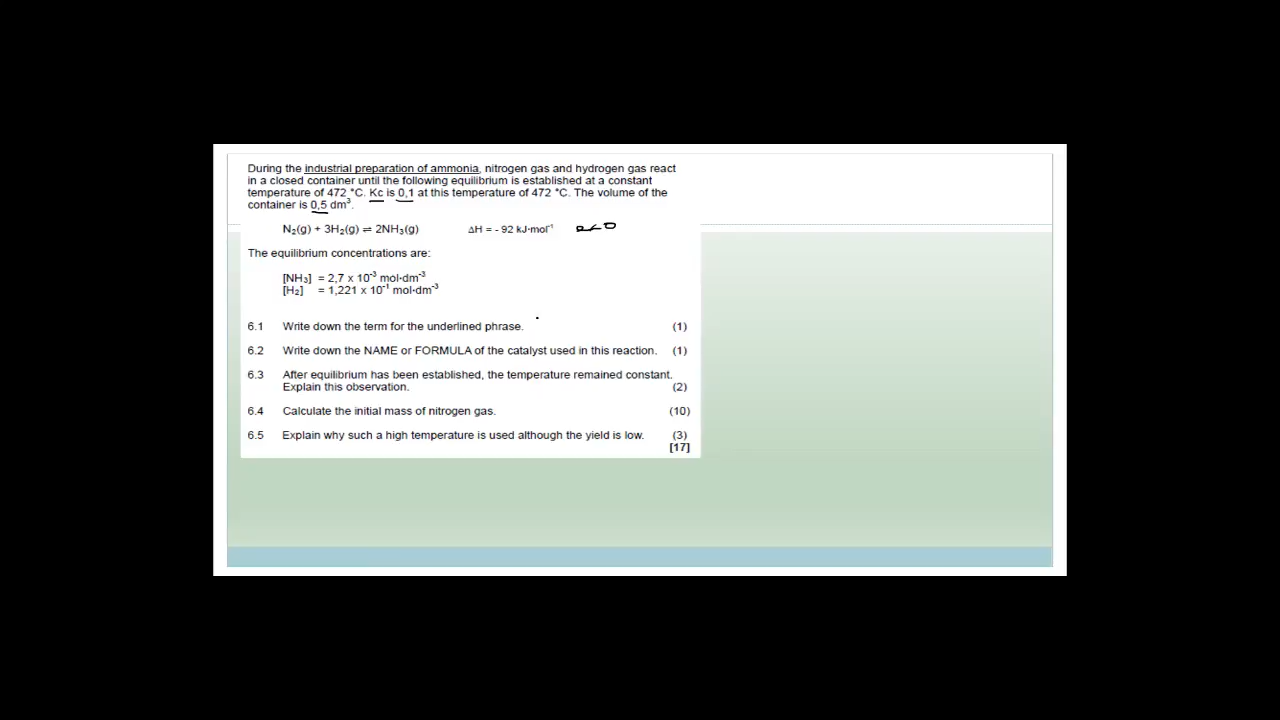 During the industrial preparation of ammonia, nitrogen gas and hydrogen gas react
in a closed container until the following equilibrium is established at a constant
temperature of 472 °C. Kc is 0,1 at this temperature of 472 °C. The volume of the
container is 0,5 dm³.
N₂(g) + 3H₂(g) ⇌ 2NH₃(g) ΔH = - 92 kJ·mol⁻¹
The equilibrium concentrations are:
[NH₃] = 2,7 x 10⁻³ mol·dm⁻³
[H₂] = 1,221 x 10⁻¹ mol·dm⁻³
6.1 Write down the term for the underlined phrase. (1)
6.2 Write down the NAME or FORMULA of the catalyst used in this reaction. (1)
6.3 After equilibrium has been established, the temperature remained constant.
Explain this observation. (2)
6.4 Calculate the initial mass of nitrogen gas. (10)
6.5 Explain why such a high temperature is used although the yield is low. (3)
[17]